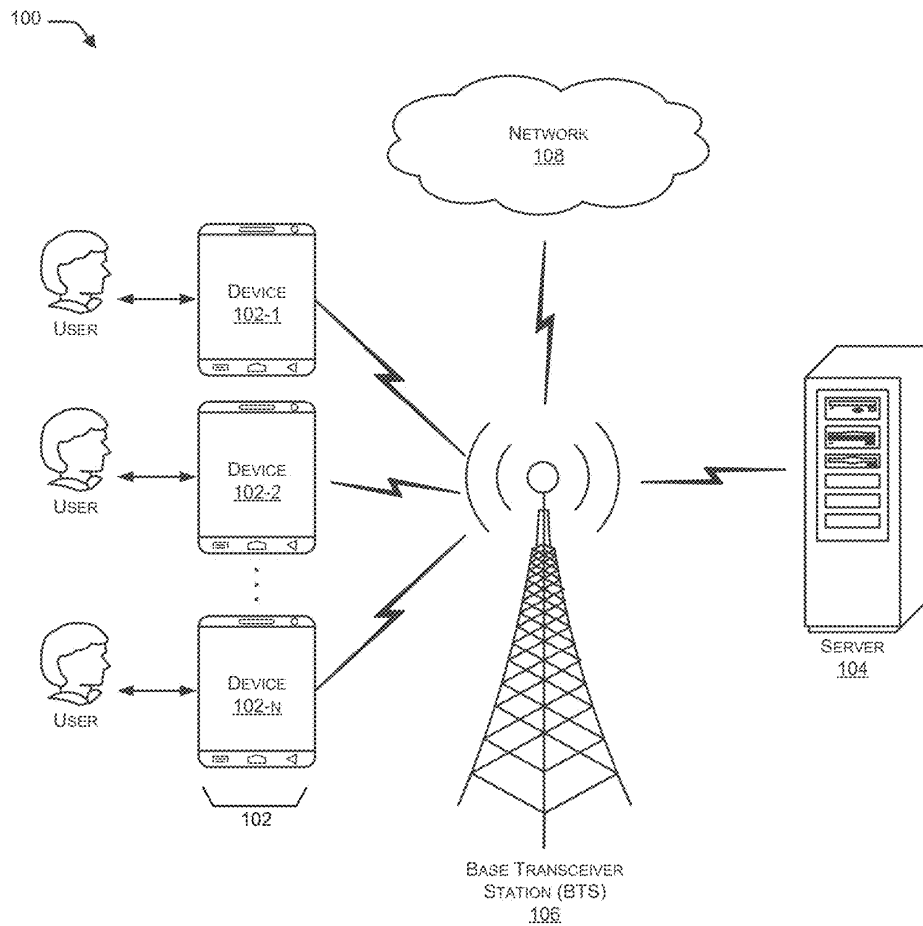 100
NETWORK
108
DEVICE
102-1
USER
DEVICE
102-2
USER
DEVICE
102-N
USER
102
SERVER
104
BASE TRANSCEIVER
STATION (BTS)
106